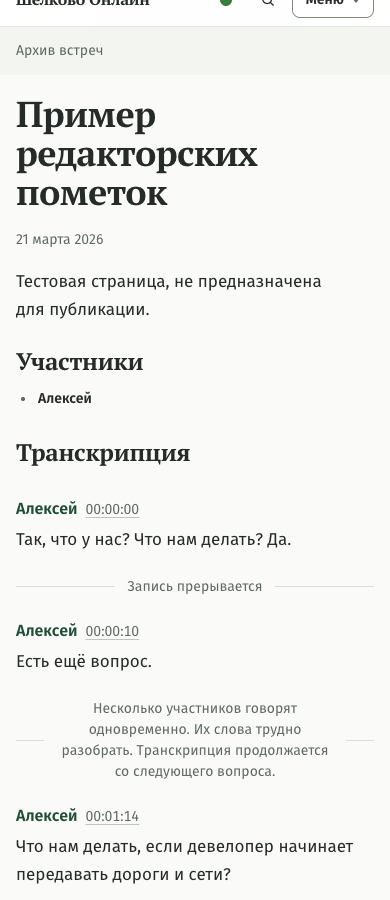 Шелково Онлайн
Меню
Архив встреч
Пример
редакторских
пометок
21 марта 2026
Тестовая страница, не предназначена
для публикации.
Участники
• Алексей
Транскрипция
Алексей 00:00:00
Так, что у нас? Что нам делать? Да.
Запись прерывается
Алексей 00:00:10
Есть ещё вопрос.
Несколько участников говорят
одновременно. Их слова трудно
разобрать. Транскрипция продолжается
со следующего вопроса.
Алексей 00:01:14
Что нам делать, если девелопер начинает
передавать дороги и сети?